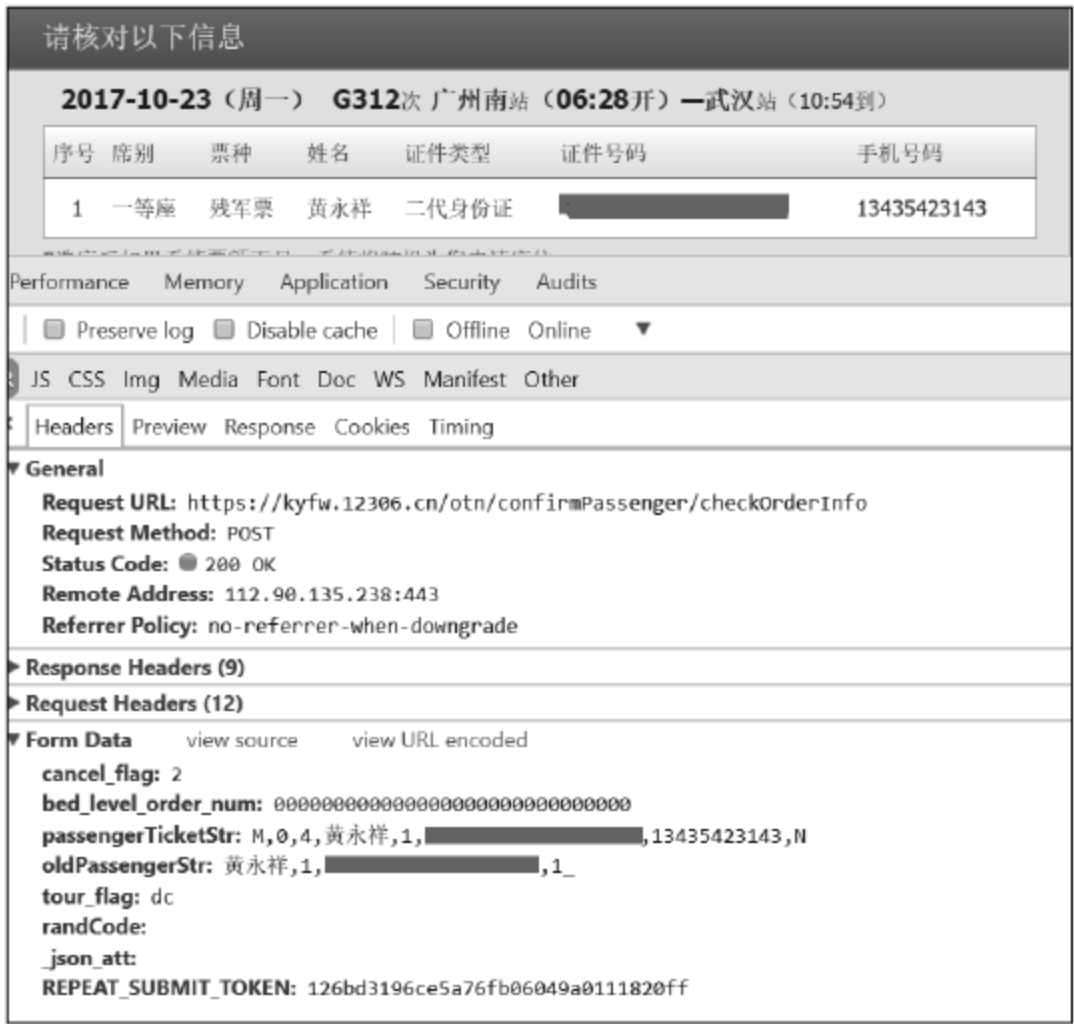 请核对以下信息
2017-10-23（周一） G312次 广州南站（06:28开）—武汉站（10:54到）
序号 席别 票种 姓名 证件类型 证件号码 手机号码
1 一等座 残军票 黄永祥 二代身份证 13435423143
Performance Memory Application Security Audits
Preserve log Disable cache Offline Online ▼
JS CSS Img Media Font Doc WS Manifest Other
Headers Preview Response Cookies Timing
▼ General
Request URL: https://kyfw.12306.cn/otn/confirmPassenger/checkOrderInfo
Request Method: POST
Status Code: 200 OK
Remote Address: 112.90.135.238:443
Referrer Policy: no-referrer-when-downgrade
▶ Response Headers (9)
▶ Request Headers (12)
▼ Form Data view source view URL encoded
cancel_flag: 2
bed_level_order_num: 000000000000000000000000000000
passengerTicketStr: M,0,4,黄永祥,1, ,13435423143,N
oldPassengerStr: 黄永祥,1, ,1_
tour_flag: dc
randCode:
_json_att:
REPEAT_SUBMIT_TOKEN: 126bd3196ce5a76fb06049a0111820ff